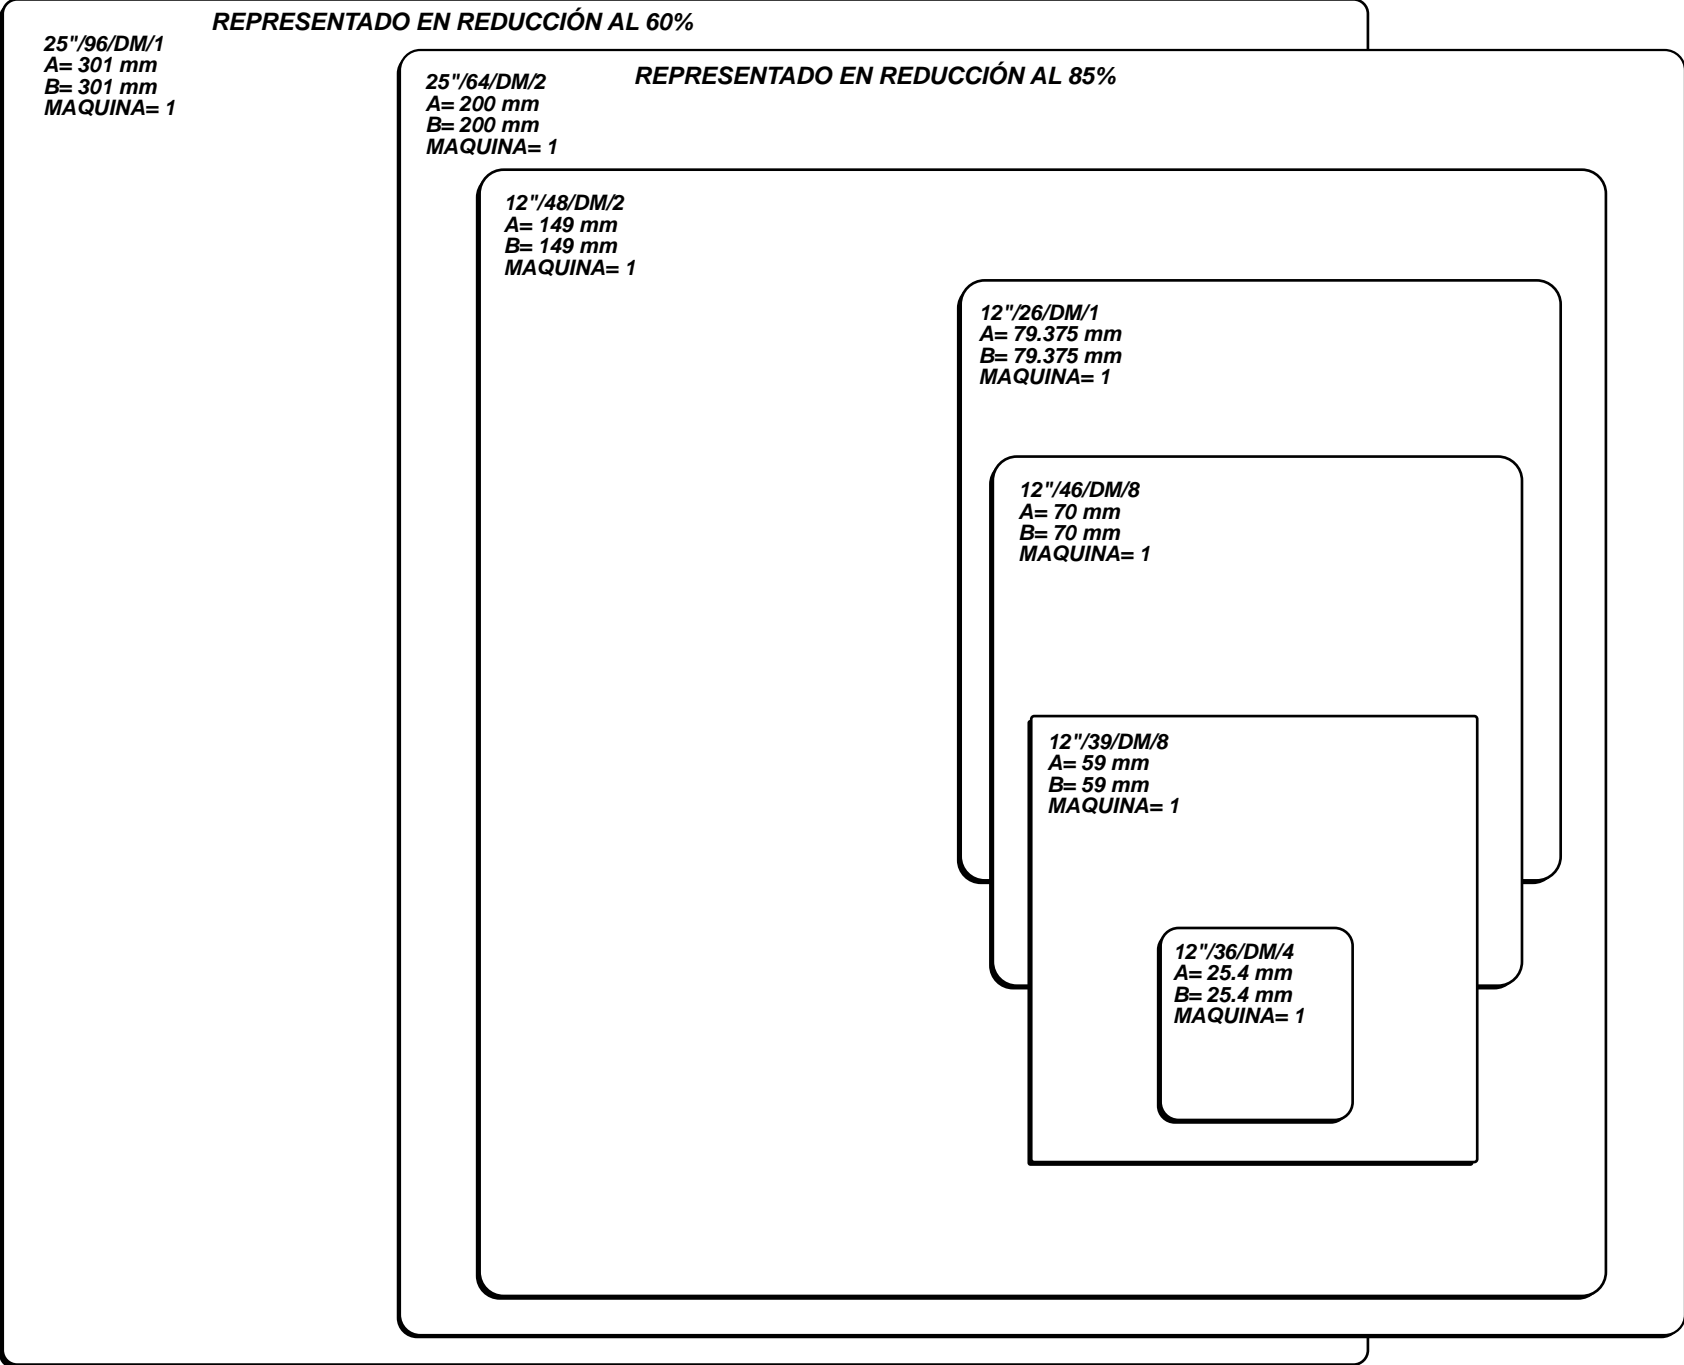 REPRESENTADO EN REDUCCIÓN AL 60%
25"/96/DM/1
A= 301 mm
B= 301 mm
MAQUINA= 1
REPRESENTADO EN REDUCCIÓN AL 85%
25"/64/DM/2
A= 200 mm
B= 200 mm
MAQUINA= 1
12"/48/DM/2
A= 149 mm
B= 149 mm
MAQUINA= 1
12"/26/DM/1
A= 79.375 mm
B= 79.375 mm
MAQUINA= 1
12"/46/DM/8
A= 70 mm
B= 70 mm
MAQUINA= 1
12"/39/DM/8
A= 59 mm
B= 59 mm
MAQUINA= 1
12"/36/DM/4
A= 25.4 mm
B= 25.4 mm
MAQUINA= 1